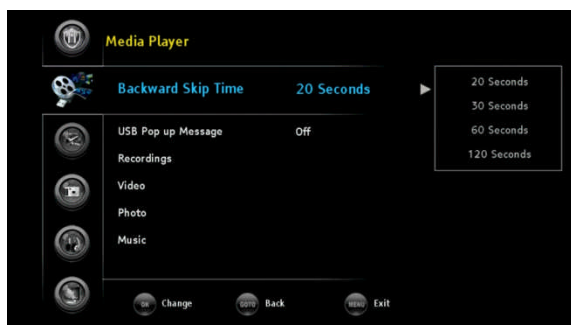 Media Player
Backward Skip Time 20 Seconds
20 Seconds
30 Seconds
60 Seconds
120 Seconds
USB Pop up Message Off
Recordings
Video
Photo
Music
OK Change GOTO Back MENU Exit